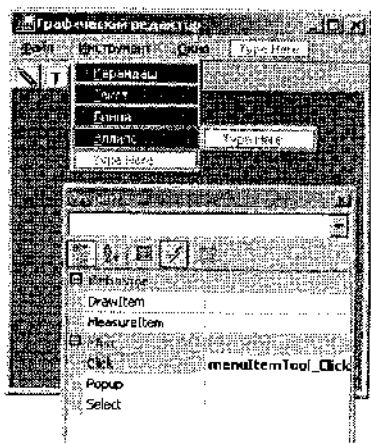 Графический редактор
Файл Инструмент Окно Type Here
T
Карандаш
Текст
Линия
Эллипс Type Here
Type Here
Behavior
DrawItem
MeasureItem
Click menuItemTool_Click
Popup
Select